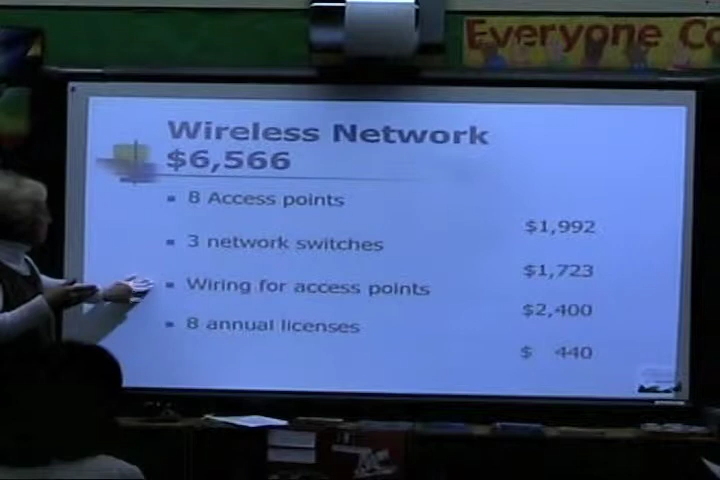 Everyone Co
Wireless Network
$6,566
8 Access points
$1,992
3 network switches
$1,723
Wiring for access points
$2,400
8 annual licenses
$ 440